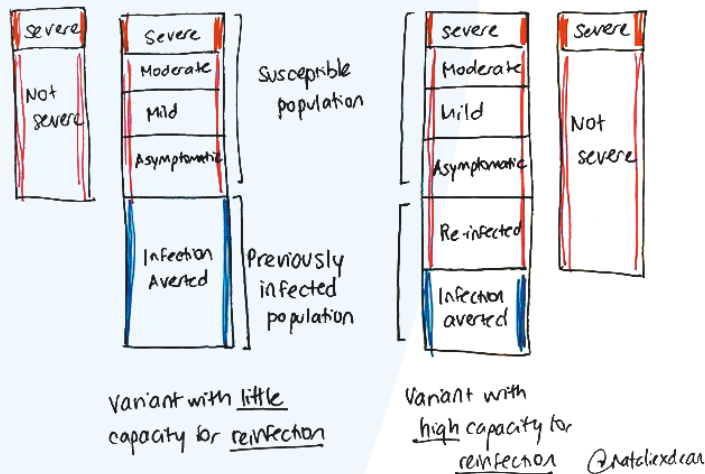 severe
Not
severe
Severe
Moderate
Mild
Asymptomatic
Infection
Averted
Susceptible
population
Previously
infected
population
severe
Moderate
Mild
Asymptomatic
Re-infected
Infection
averted
severe
Not
severe
Variant with little
capacity for reinfection
Variant with
high capacity for
reinfection
@nataliexdean